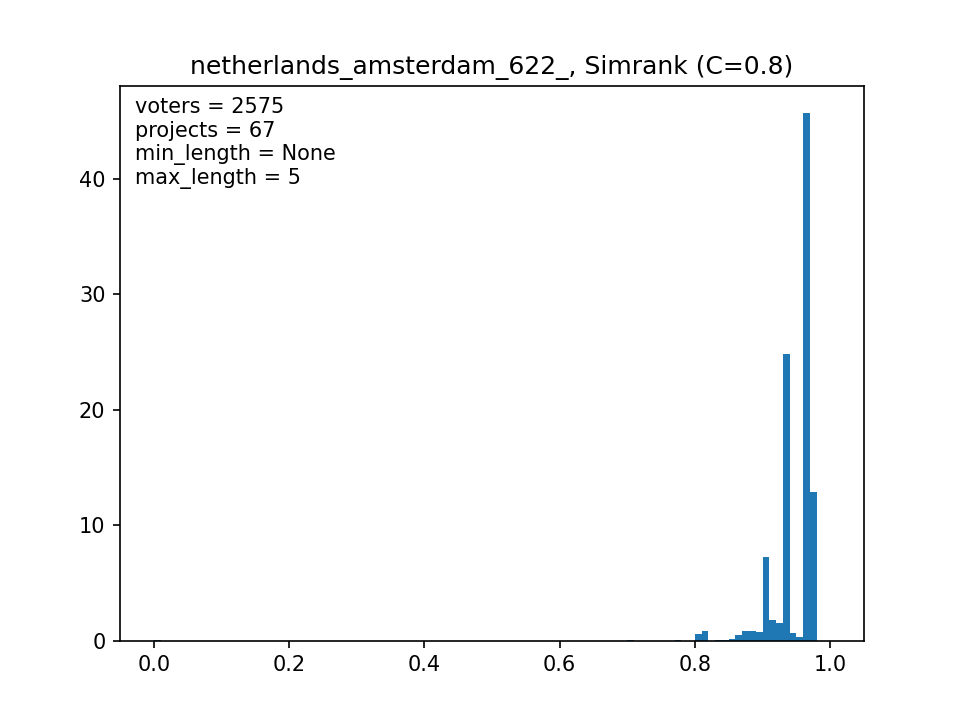 netherlands_amsterdam_622_, Simrank (C=0.8)
voters = 2575
projects = 67
min_length = None
max_length = 5
40
30
20
10
0
0.0 0.2 0.4 0.6 0.8 1.0